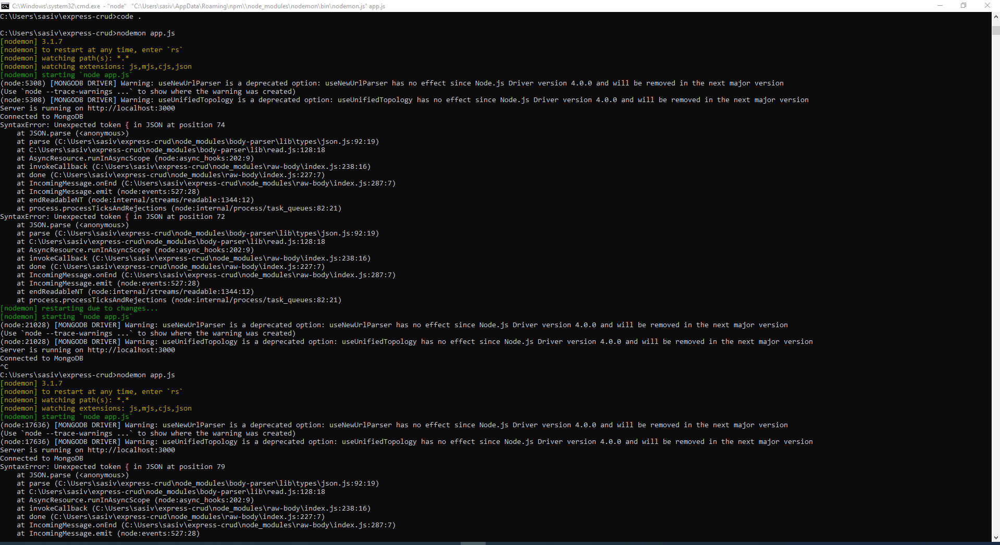 C:\Windows\system32\cmd.exe - "node"   "C:\Users\sasiv\AppData\Roaming\npm\\node_modules\nodemon\bin\nodemon.js" app.js
C:\Users\sasiv\express-crud>code .
C:\Users\sasiv\express-crud>nodemon app.js
[nodemon] 3.1.7
[nodemon] to restart at any time, enter `rs`
[nodemon] watching path(s): *.*
[nodemon] watching extensions: js,mjs,cjs,json
[nodemon] starting `node app.js`
(node:5308) [MONGODB DRIVER] Warning: useNewUrlParser is a deprecated option: useNewUrlParser has no effect since Node.js Driver version 4.0.0 and will be removed in the next major version
(Use `node --trace-warnings ...` to show where the warning was created)
(node:5308) [MONGODB DRIVER] Warning: useUnifiedTopology is a deprecated option: useUnifiedTopology has no effect since Node.js Driver version 4.0.0 and will be removed in the next major version
Server is running on http://localhost:3000
Connected to MongoDB
SyntaxError: Unexpected token { in JSON at position 74
    at JSON.parse (<anonymous>)
    at parse (C:\Users\sasiv\express-crud\node_modules\body-parser\lib\types\json.js:92:19)
    at C:\Users\sasiv\express-crud\node_modules\body-parser\lib\read.js:128:18
    at AsyncResource.runInAsyncScope (node:async_hooks:202:9)
    at invokeCallback (C:\Users\sasiv\express-crud\node_modules\raw-body\index.js:238:16)
    at done (C:\Users\sasiv\express-crud\node_modules\raw-body\index.js:227:7)
    at IncomingMessage.onEnd (C:\Users\sasiv\express-crud\node_modules\raw-body\index.js:287:7)
    at IncomingMessage.emit (node:events:527:28)
    at endReadableNT (node:internal/streams/readable:1344:12)
    at process.processTicksAndRejections (node:internal/process/task_queues:82:21)
SyntaxError: Unexpected token { in JSON at position 72
    at JSON.parse (<anonymous>)
    at parse (C:\Users\sasiv\express-crud\node_modules\body-parser\lib\types\json.js:92:19)
    at C:\Users\sasiv\express-crud\node_modules\body-parser\lib\read.js:128:18
    at AsyncResource.runInAsyncScope (node:async_hooks:202:9)
    at invokeCallback (C:\Users\sasiv\express-crud\node_modules\raw-body\index.js:238:16)
    at done (C:\Users\sasiv\express-crud\node_modules\raw-body\index.js:227:7)
    at IncomingMessage.onEnd (C:\Users\sasiv\express-crud\node_modules\raw-body\index.js:287:7)
    at IncomingMessage.emit (node:events:527:28)
    at endReadableNT (node:internal/streams/readable:1344:12)
    at process.processTicksAndRejections (node:internal/process/task_queues:82:21)
[nodemon] restarting due to changes...
[nodemon] starting `node app.js`
(node:21028) [MONGODB DRIVER] Warning: useNewUrlParser is a deprecated option: useNewUrlParser has no effect since Node.js Driver version 4.0.0 and will be removed in the next major version
(Use `node --trace-warnings ...` to show where the warning was created)
(node:21028) [MONGODB DRIVER] Warning: useUnifiedTopology is a deprecated option: useUnifiedTopology has no effect since Node.js Driver version 4.0.0 and will be removed in the next major version
Server is running on http://localhost:3000
Connected to MongoDB
^C
C:\Users\sasiv\express-crud>nodemon app.js
[nodemon] 3.1.7
[nodemon] to restart at any time, enter `rs`
[nodemon] watching path(s): *.*
[nodemon] watching extensions: js,mjs,cjs,json
[nodemon] starting `node app.js`
(node:17636) [MONGODB DRIVER] Warning: useNewUrlParser is a deprecated option: useNewUrlParser has no effect since Node.js Driver version 4.0.0 and will be removed in the next major version
(Use `node --trace-warnings ...` to show where the warning was created)
(node:17636) [MONGODB DRIVER] Warning: useUnifiedTopology is a deprecated option: useUnifiedTopology has no effect since Node.js Driver version 4.0.0 and will be removed in the next major version
Server is running on http://localhost:3000
Connected to MongoDB
SyntaxError: Unexpected token { in JSON at position 79
    at JSON.parse (<anonymous>)
    at parse (C:\Users\sasiv\express-crud\node_modules\body-parser\lib\types\json.js:92:19)
    at C:\Users\sasiv\express-crud\node_modules\body-parser\lib\read.js:128:18
    at AsyncResource.runInAsyncScope (node:async_hooks:202:9)
    at invokeCallback (C:\Users\sasiv\express-crud\node_modules\raw-body\index.js:238:16)
    at done (C:\Users\sasiv\express-crud\node_modules\raw-body\index.js:227:7)
    at IncomingMessage.onEnd (C:\Users\sasiv\express-crud\node_modules\raw-body\index.js:287:7)
    at IncomingMessage.emit (node:events:527:28)